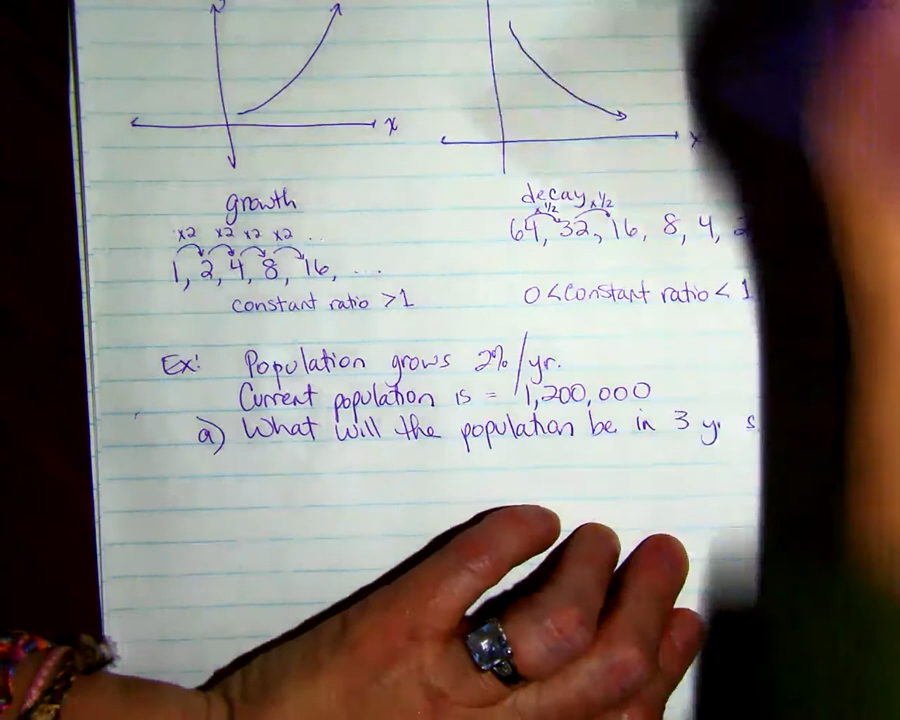 x
growth
decay
x2 x2 x2 x2 ...
x 1/2 x 1/2
1, 2, 4, 8, 16, ...
64, 32, 16, 8, 4,
constant ratio >1
0 < constant ratio < 1
Ex: Population grows 2% / yr.
Current population is = 1,200,000
a) What will the population be in 3